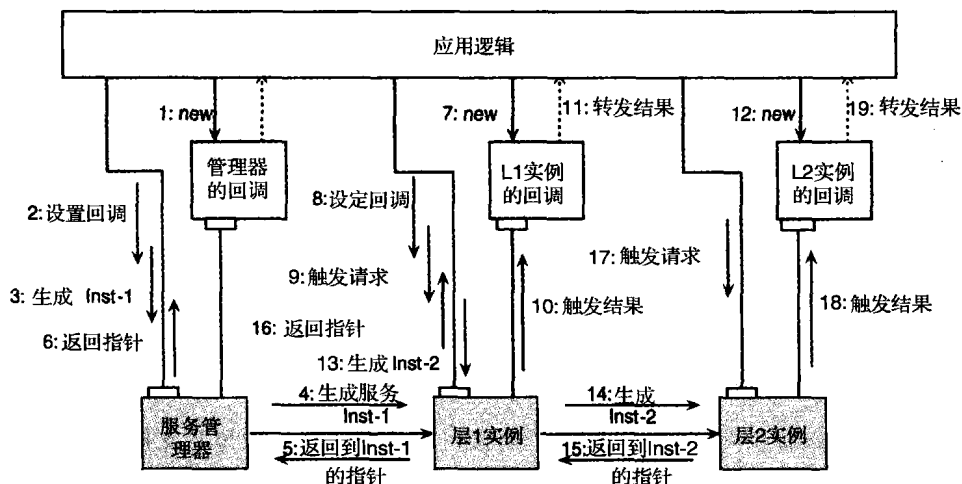 应用逻辑
1: new
7: new
11: 转发结果
12: new
19: 转发结果
管理器
的回调
L1实例
的回调
L2实例
的回调
2:设置回调
8:设定回调
3: 生成 Inst-1
9: 触发请求
17:触发请求
6:返回指针
16: 返回指针
10:触发结果
18:触发结果
13: 生成 Inst-2
4:生成服务
Inst-1
14:生成
Inst-2
服务管
理器
层1实例
层2实例
5:返回到Inst-1
的指针
15:返回到Inst-2
的指针